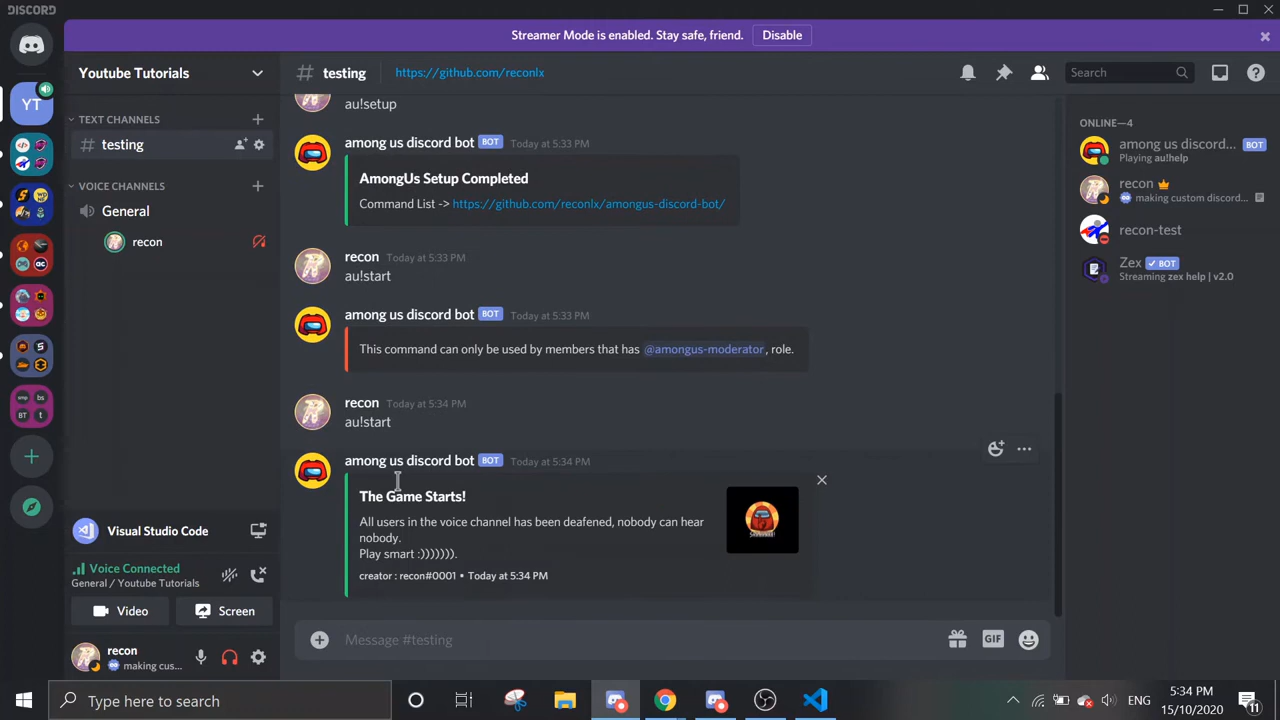 DISCORD
Streamer Mode is enabled. Stay safe, friend.
Disable
YT
Youtube Tutorials
testing
https://github.com/reconlx
Search
TEXT CHANNELS
testing
VOICE CHANNELS
General
recon
au!setup
among us discord bot BOT Today at 5:33 PM
AmongUs Setup Completed
Command List -> https://github.com/reconlx/amongus-discord-bot/
recon Today at 5:33 PM
au!start
among us discord bot BOT Today at 5:33 PM
This command can only be used by members that has @amongus-moderator, role.
recon Today at 5:34 PM
au!start
among us discord bot BOT Today at 5:34 PM
The Game Starts!
All users in the voice channel has been deafened, nobody can hear
nobody.
Play smart :))))))).
creator : recon#0001 • Today at 5:34 PM
Message #testing
GIF
ONLINE—4
among us discord... BOT
Playing au!help
recon
making custom discord...
recon-test
Zex BOT
Streaming zex help | v2.0
Visual Studio Code
Voice Connected
General / Youtube Tutorials
Video
Screen
recon
making cus...
Type here to search
ENG
5:34 PM
15/10/2020
11